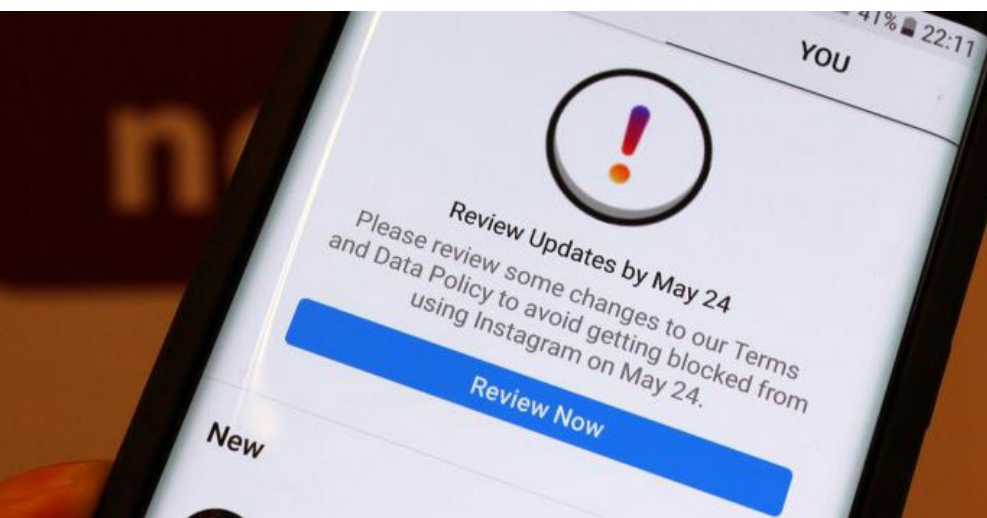 41% 22:11
YOU
Review Updates by May 24
Please review some changes to our Terms
and Data Policy to avoid getting blocked from
using Instagram on May 24.
Review Now
New